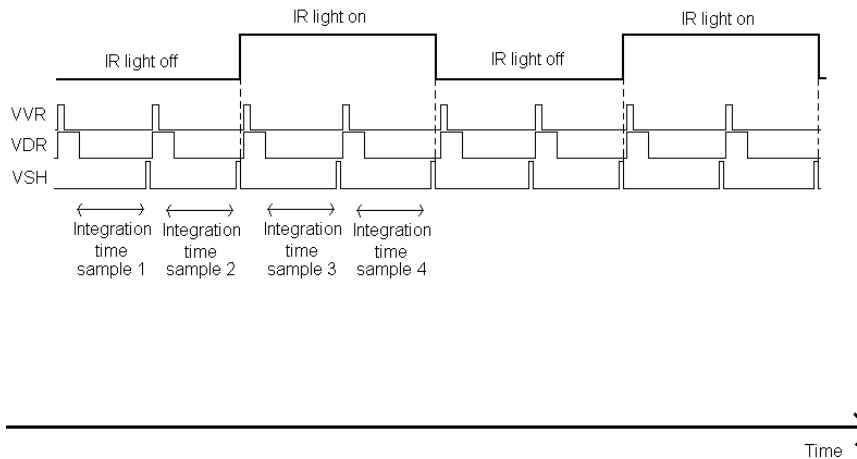 IR light on
IR light on
IR light off
IR light off
VVR
VDR
VSH
Integration time sample 1
Integration time sample 2
Integration time sample 3
Integration time sample 4
Time